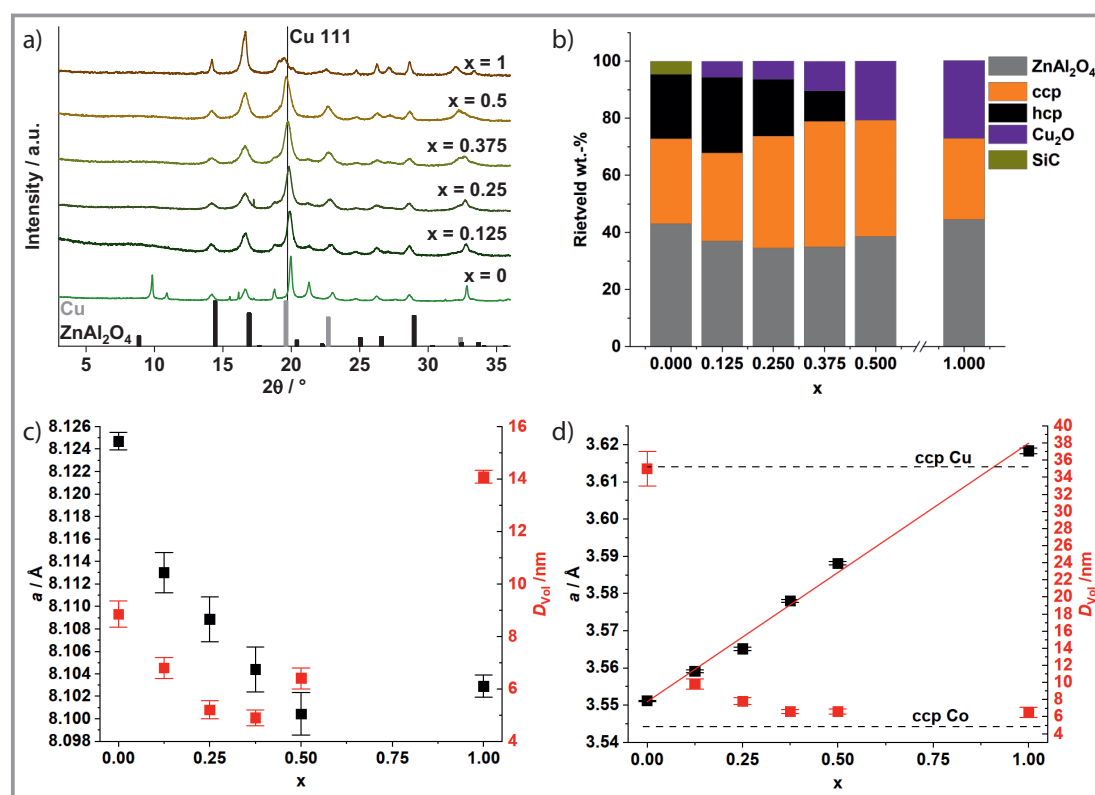 a)
Cu 111
x = 1
x = 0.5
x = 0.375
x = 0.25
x = 0.125
x = 0
Cu
ZnAl₂O₄
Intensity / a.u.
5 10 15 20 25 30 35
2θ / °
b)
100
80
60
40
20
0
Rietveld wt.-%
0.000 0.125 0.250 0.375 0.500 1.000
x
ZnAl₂O₄
ccp
hcp
Cu₂O
SiC
c)
8.126
8.124
8.122
8.120
8.118
8.116
8.114
8.112
8.110
8.108
8.106
8.104
8.102
8.100
8.098
a / Å
16
14
12
10
8
6
4
D_Vol /nm
0.00 0.25 0.50 0.75 1.00
x
d)
3.62
3.61
3.60
3.59
3.58
3.57
3.56
3.55
3.54
a / Å
ccp Cu
ccp Co
40
38
36
34
32
30
28
26
24
22
20
18
16
14
12
10
8
6
4
D_Vol /nm
0.00 0.25 0.50 0.75 1.00
x